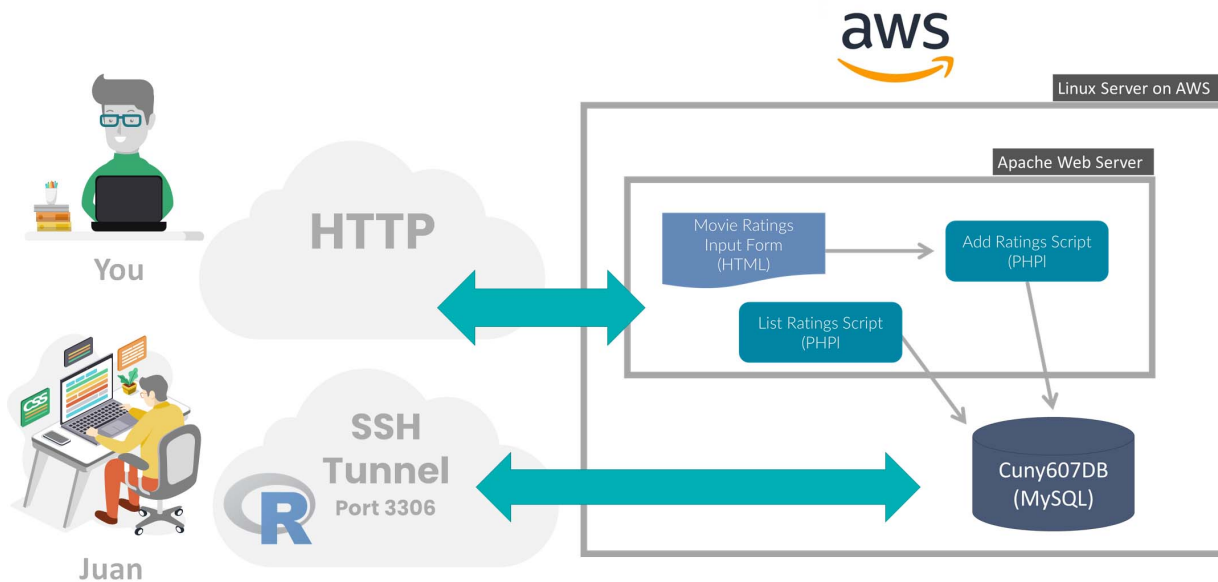 aws
Linux Server on AWS
Apache Web Server
HTTP
Movie Ratings
Input Form
(HTML)
Add Ratings Script
(PHPI
You
List Ratings Script
(PHPI
CSS
SSH
Tunnel
Port 3306
R
Cuny607DB
(MySQL)
Juan